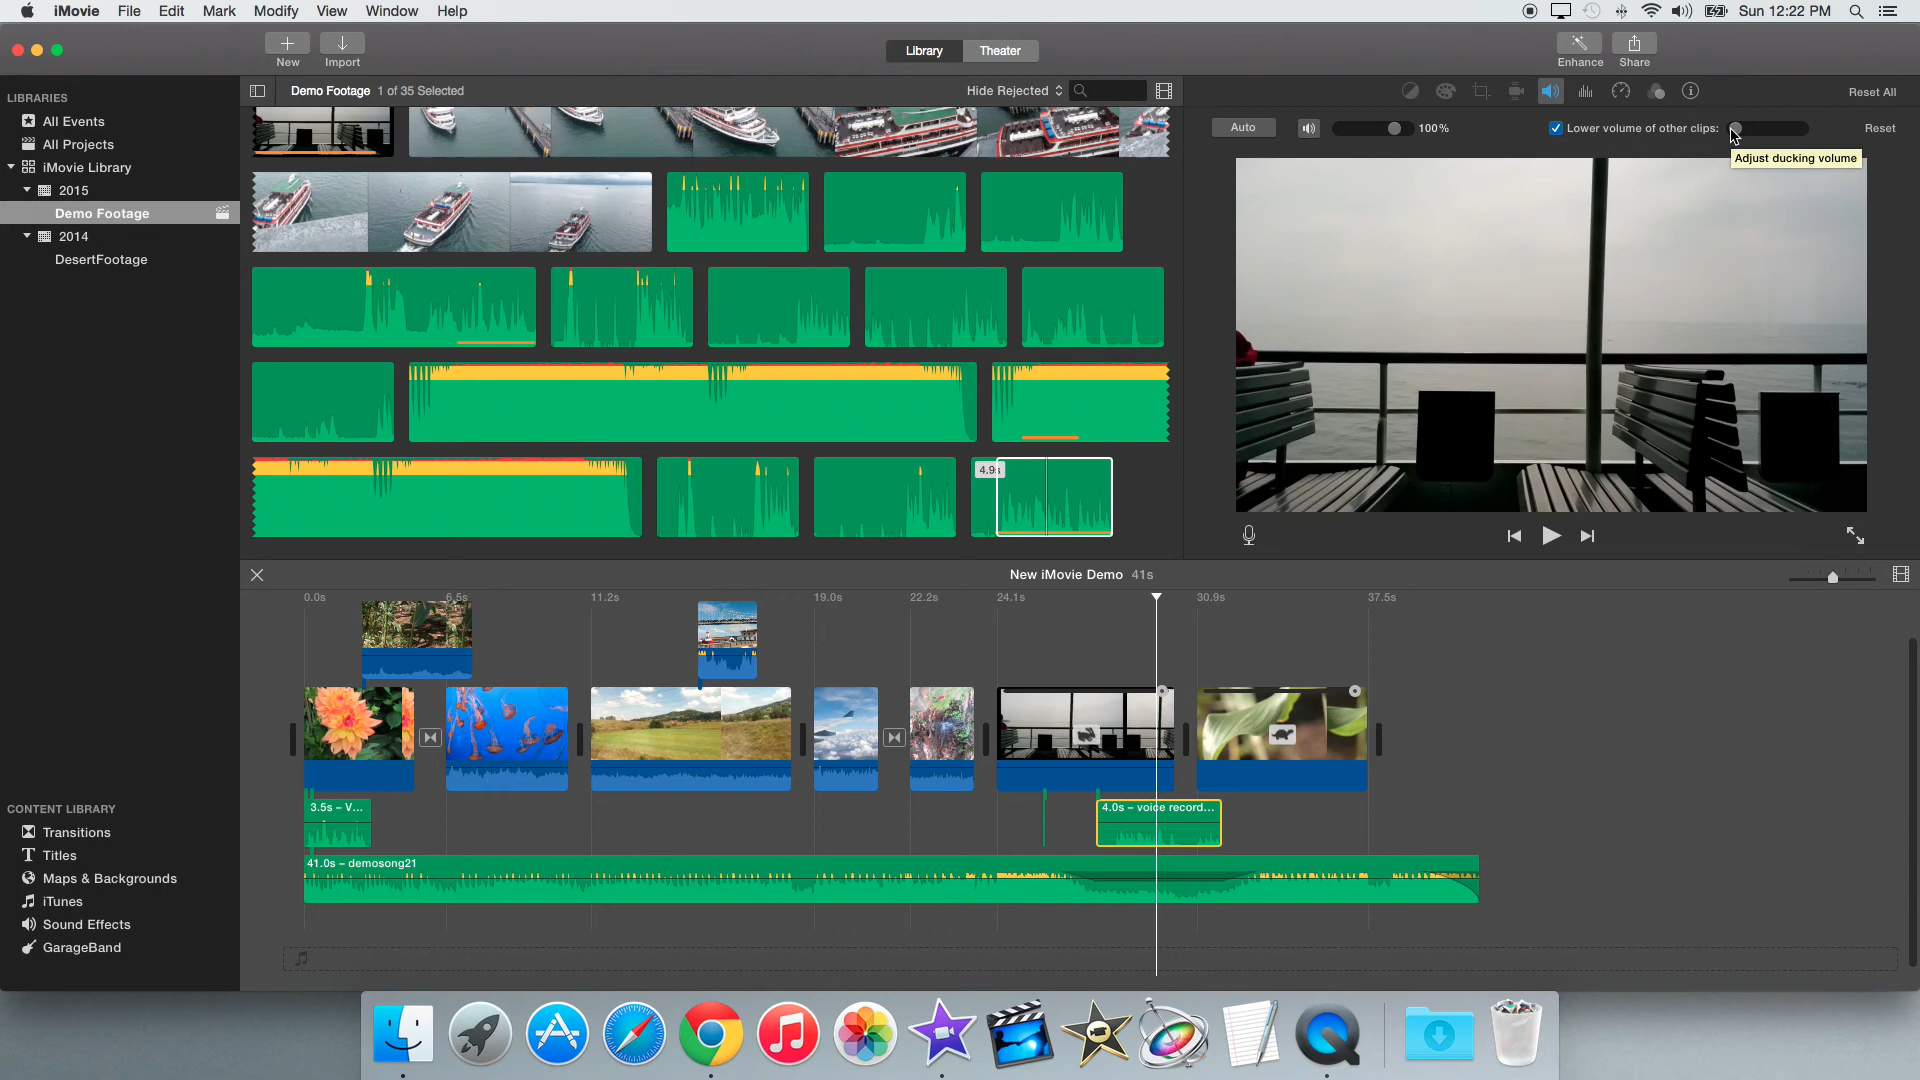 iMovie File Edit Mark Modify View Window Help
Sun 12:22 PM
New Import
Library Theater
Enhance Share
LIBRARIES
All Events
All Projects
iMovie Library
2015
Demo Footage
2014
DesertFootage
CONTENT LIBRARY
Transitions
Titles
Maps & Backgrounds
iTunes
Sound Effects
GarageBand
Demo Footage 1 of 35 Selected
Hide Rejected
4.9s
Reset All
Auto 100% Lower volume of other clips: Reset
Adjust ducking volume
New iMovie Demo 41s
0.0s 6.5s 11.2s 19.0s 22.2s 24.1s 30.9s 37.5s
3.5s – V...
4.0s – voice record...
41.0s – demosong21